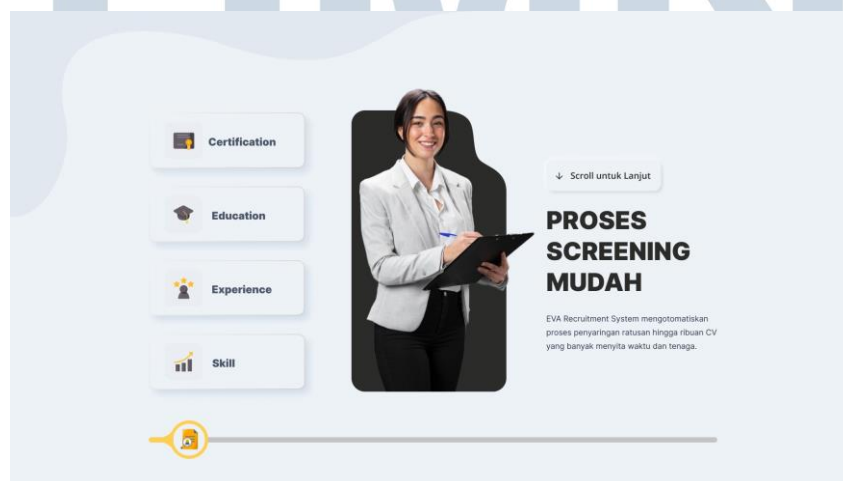 Certification
Education
Experience
Skill
↓ Scroll untuk Lanjut
PROSES
SCREENING
MUDAH
EVA Recruitment System mengotomatiskan
proses penyaringan ratusan hingga ribuan CV
yang banyak menyita waktu dan tenaga.